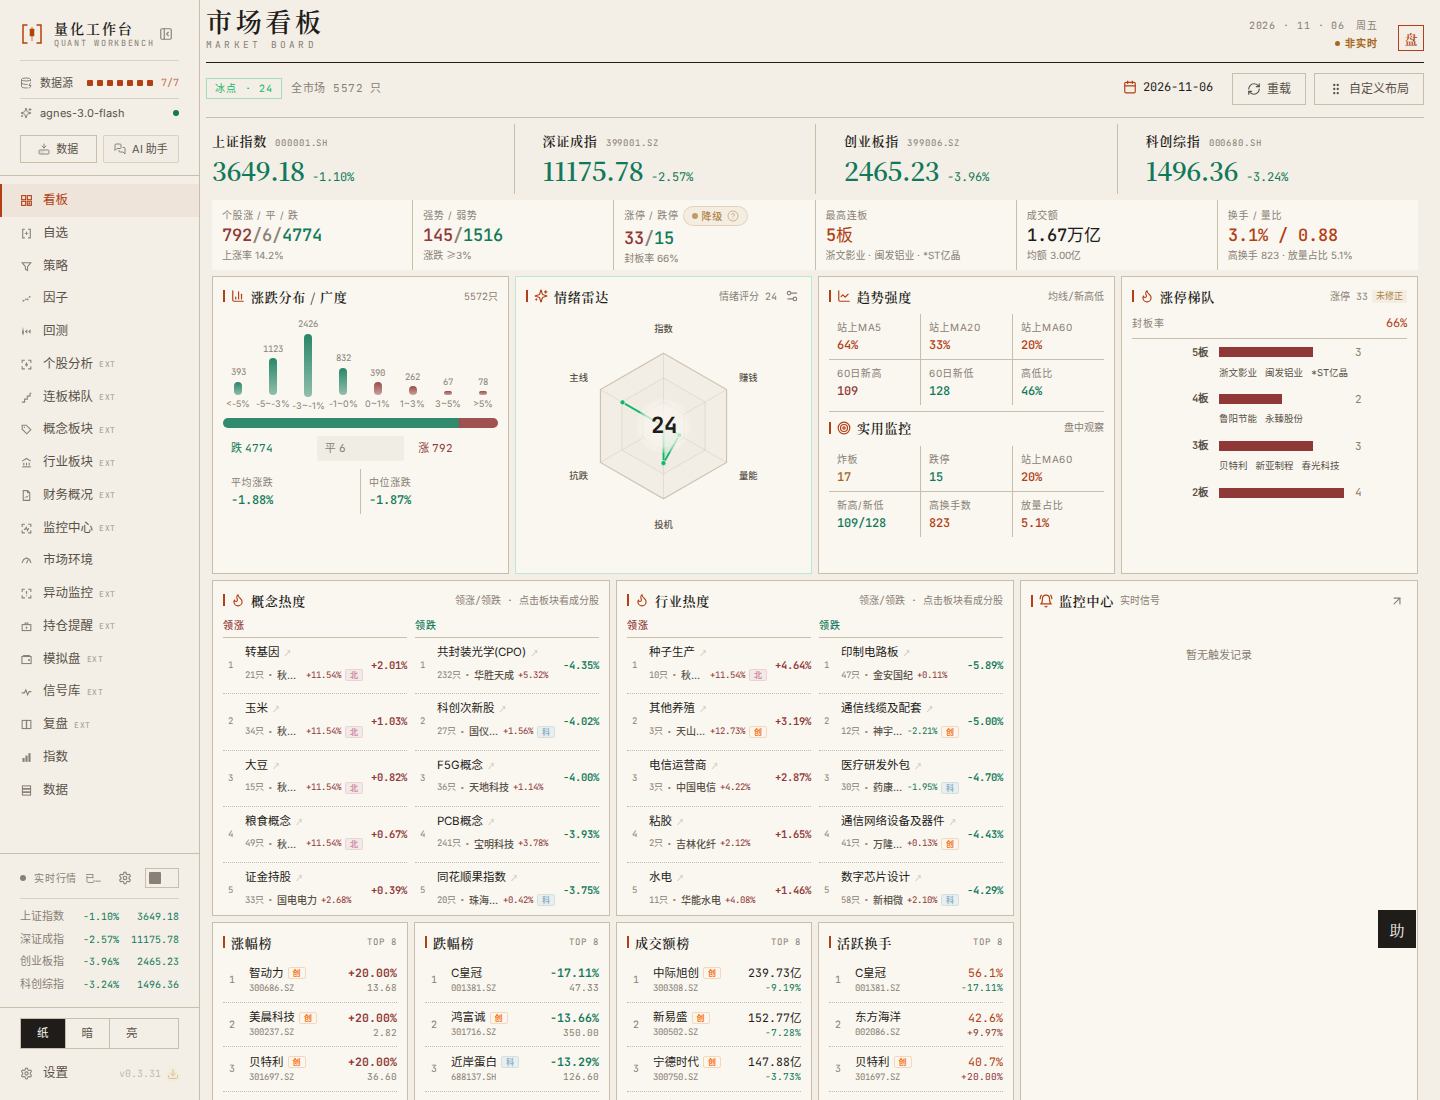 量化工作台
QUANT WORKBENCH
数据源 7/7
agnes-3.0-flash
数据 AI 助手
看板
自选
策略
因子
回测
个股分析 EXT
连板梯队 EXT
概念板块 EXT
行业板块 EXT
财务概况 EXT
监控中心 EXT
市场环境
异动监控 EXT
持仓提醒 EXT
模拟盘 EXT
信号库 EXT
复盘 EXT
指数
数据
实时行情 已...
上证指数 -1.10% 3649.18
深证成指 -2.57% 11175.78
创业板指 -3.96% 2465.23
科创综指 -3.24% 1496.36
纸 暗 亮
设置 v0.3.31
市场看板
MARKET BOARD
2026 · 11 · 06 周五
非实时
盘
冰点 · 24 全市场 5572 只
2026-11-06 重载 自定义布局
上证指数 000001.SH
3649.18 -1.10%
深证成指 399001.SZ
11175.78 -2.57%
创业板指 399006.SZ
2465.23 -3.96%
科创综指 000680.SH
1496.36 -3.24%
个股涨 / 平 / 跌
792/6/4774
上涨率 14.2%
强势 / 弱势
145/1516
涨跌 ≥3%
涨停 / 跌停 降级
33/15
封板率 66%
最高连板
5板
浙文影业 · 闽发铝业 · *ST亿晶
成交额
1.67万亿
均额 3.00亿
换手 / 量比
3.1% / 0.88
高换手 823 · 放量占比 5.1%
涨跌分布 / 广度 5572只
393 1123 2426 832 390 262 67 78
<-5% -5~-3% -3~-1% -1~0% 0~1% 1~3% 3~5% >5%
跌 4774 平 6 涨 792
平均涨跌 中位涨跌
-1.88% -1.87%
情绪雷达 情绪评分 24
指数
主线 赚钱
24
抗跌 量能
投机
趋势强度 均线/新高低
站上MA5 站上MA20 站上MA60
64% 33% 20%
60日新高 60日新低 高低比
109 128 46%
实用监控 盘中观察
炸板 跌停 站上MA60
17 15 20%
新高/新低 高换手数 放量占比
109/128 823 5.1%
涨停梯队 涨停 33 未修正
封板率 66%
5板 3
浙文影业 闽发铝业 *ST亿晶
4板 2
鲁阳节能 永臻股份
3板 3
贝特利 新亚制程 春光科技
2板 4
概念热度 领涨/领跌 · 点击板块看成分股
领涨
1 转基因 +2.01%
21只 · 秋... +11.54% 北
2 玉米 +1.03%
34只 · 秋... +11.54% 北
3 大豆 +0.82%
15只 · 秋... +11.54% 北
4 粮食概念 +0.67%
49只 · 秋... +11.54% 北
5 证金持股 +0.39%
33只 · 国电电力 +2.68%
领跌
1 共封装光学(CPO) -4.35%
232只 · 华胜天成 +5.32%
2 科创次新股 -4.02%
27只 · 国仪... +1.56% 科
3 F5G概念 -4.00%
36只 · 天地科技 +1.14%
4 PCB概念 -3.93%
241只 · 宝明科技 +3.78%
5 同花顺果指数 -3.75%
20只 · 珠海... +0.42% 科
行业热度 领涨/领跌 · 点击板块看成分股
领涨
1 种子生产 +4.64%
10只 · 秋... +11.54% 北
2 其他养殖 +3.19%
3只 · 天山... +12.73% 创
3 电信运营商 +2.87%
3只 · 中国电信 +4.22%
4 粘胶 +1.65%
2只 · 吉林化纤 +2.12%
5 水电 +1.46%
11只 · 华能水电 +4.08%
领跌
1 印制电路板 -5.89%
47只 · 金安国纪 +0.11%
2 通信线缆及配套 -5.00%
12只 · 神宇... -2.21% 创
3 医疗研发外包 -4.70%
30只 · 药康... -1.95% 科
4 通信网络设备及器件 -4.43%
41只 · 万隆... +0.13% 创
5 数字芯片设计 -4.29%
58只 · 新相微 +2.10% 科
监控中心 实时信号
暂无触发记录
涨幅榜 TOP 8
1 智动力 创 +20.00%
300686.SZ 13.68
2 美晨科技 创 +20.00%
300237.SZ 2.82
3 贝特利 创 +20.00%
301697.SZ 36.60
跌幅榜 TOP 8
1 C皇冠 -17.11%
001381.SZ 47.33
2 鸿富诚 创 -13.66%
301716.SZ 350.00
3 近岸蛋白 科 -13.29%
688137.SH 126.60
成交额榜 TOP 8
1 中际旭创 创 239.73亿
300308.SZ -9.19%
2 新易盛 创 152.77亿
300502.SZ -7.28%
3 宁德时代 创 147.88亿
300750.SZ -3.73%
活跃换手 TOP 8
1 C皇冠 56.1%
001381.SZ -17.11%
2 东方海洋 42.6%
002086.SZ +9.97%
3 贝特利 创 40.7%
301697.SZ +20.00%
助